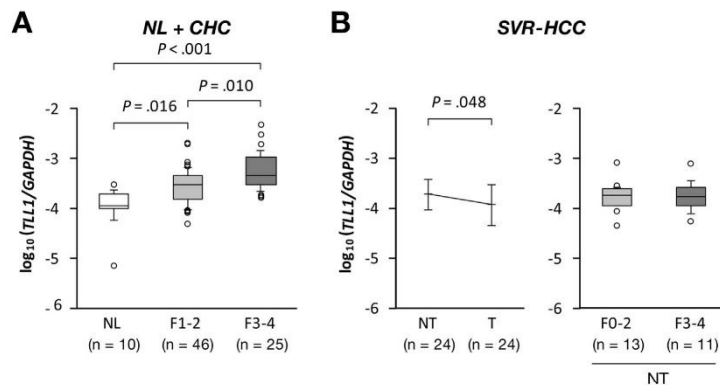 A
NL + CHC
P < .001
P = .016
P = .010
log10(TLL1/GAPDH)
-2
-3
-4
-5
-6
NL
F1-2
F3-4
(n = 10)
(n = 46)
(n = 25)
B
SVR-HCC
P = .048
log10(TLL1/GAPDH)
-2
-3
-4
-5
-6
NT
T
(n = 24)
(n = 24)
-2
-3
-4
-5
-6
F0-2
F3-4
(n = 13)
(n = 11)
NT